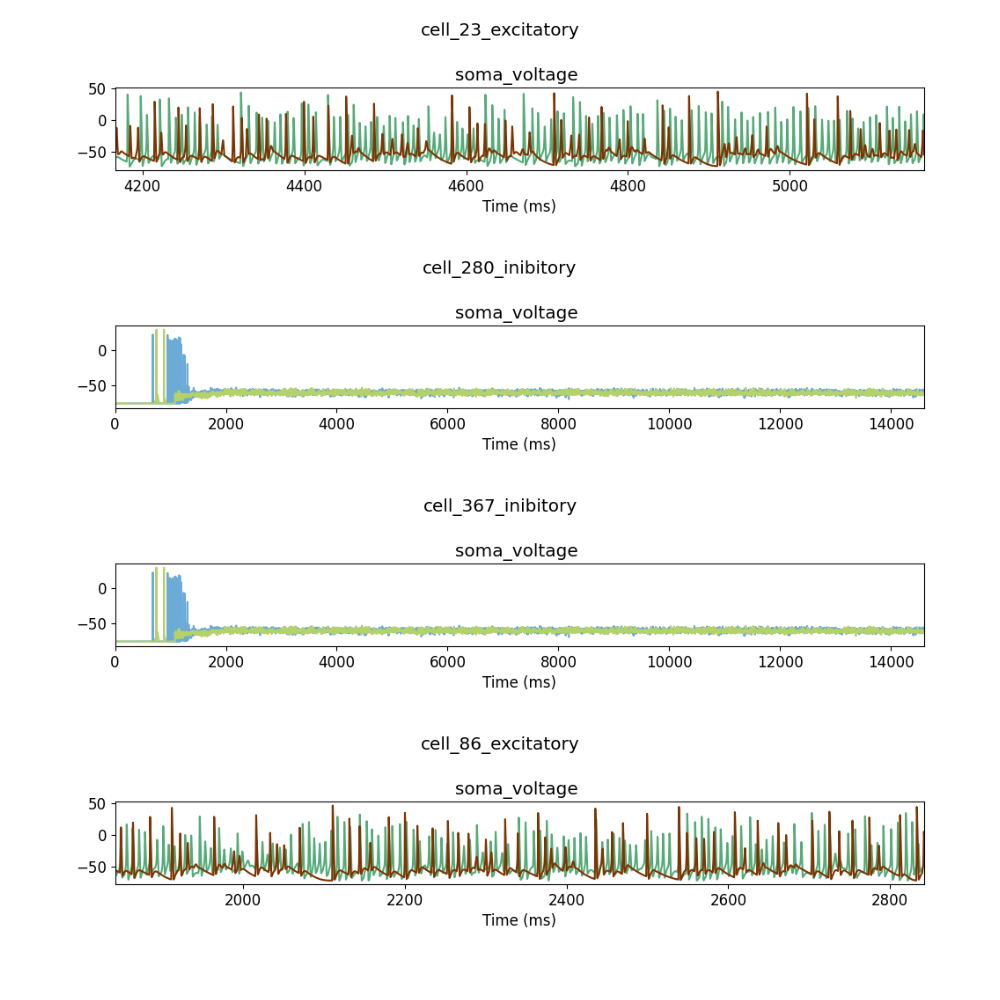 cell_23_excitatory
soma_voltage
50
0
−50
4200 4400 4600 4800 5000
Time (ms)
cell_280_inibitory
soma_voltage
0
−50
0 2000 4000 6000 8000 10000 12000 14000
Time (ms)
cell_367_inibitory
soma_voltage
0
−50
0 2000 4000 6000 8000 10000 12000 14000
Time (ms)
cell_86_excitatory
soma_voltage
50
0
−50
2000 2200 2400 2600 2800
Time (ms)